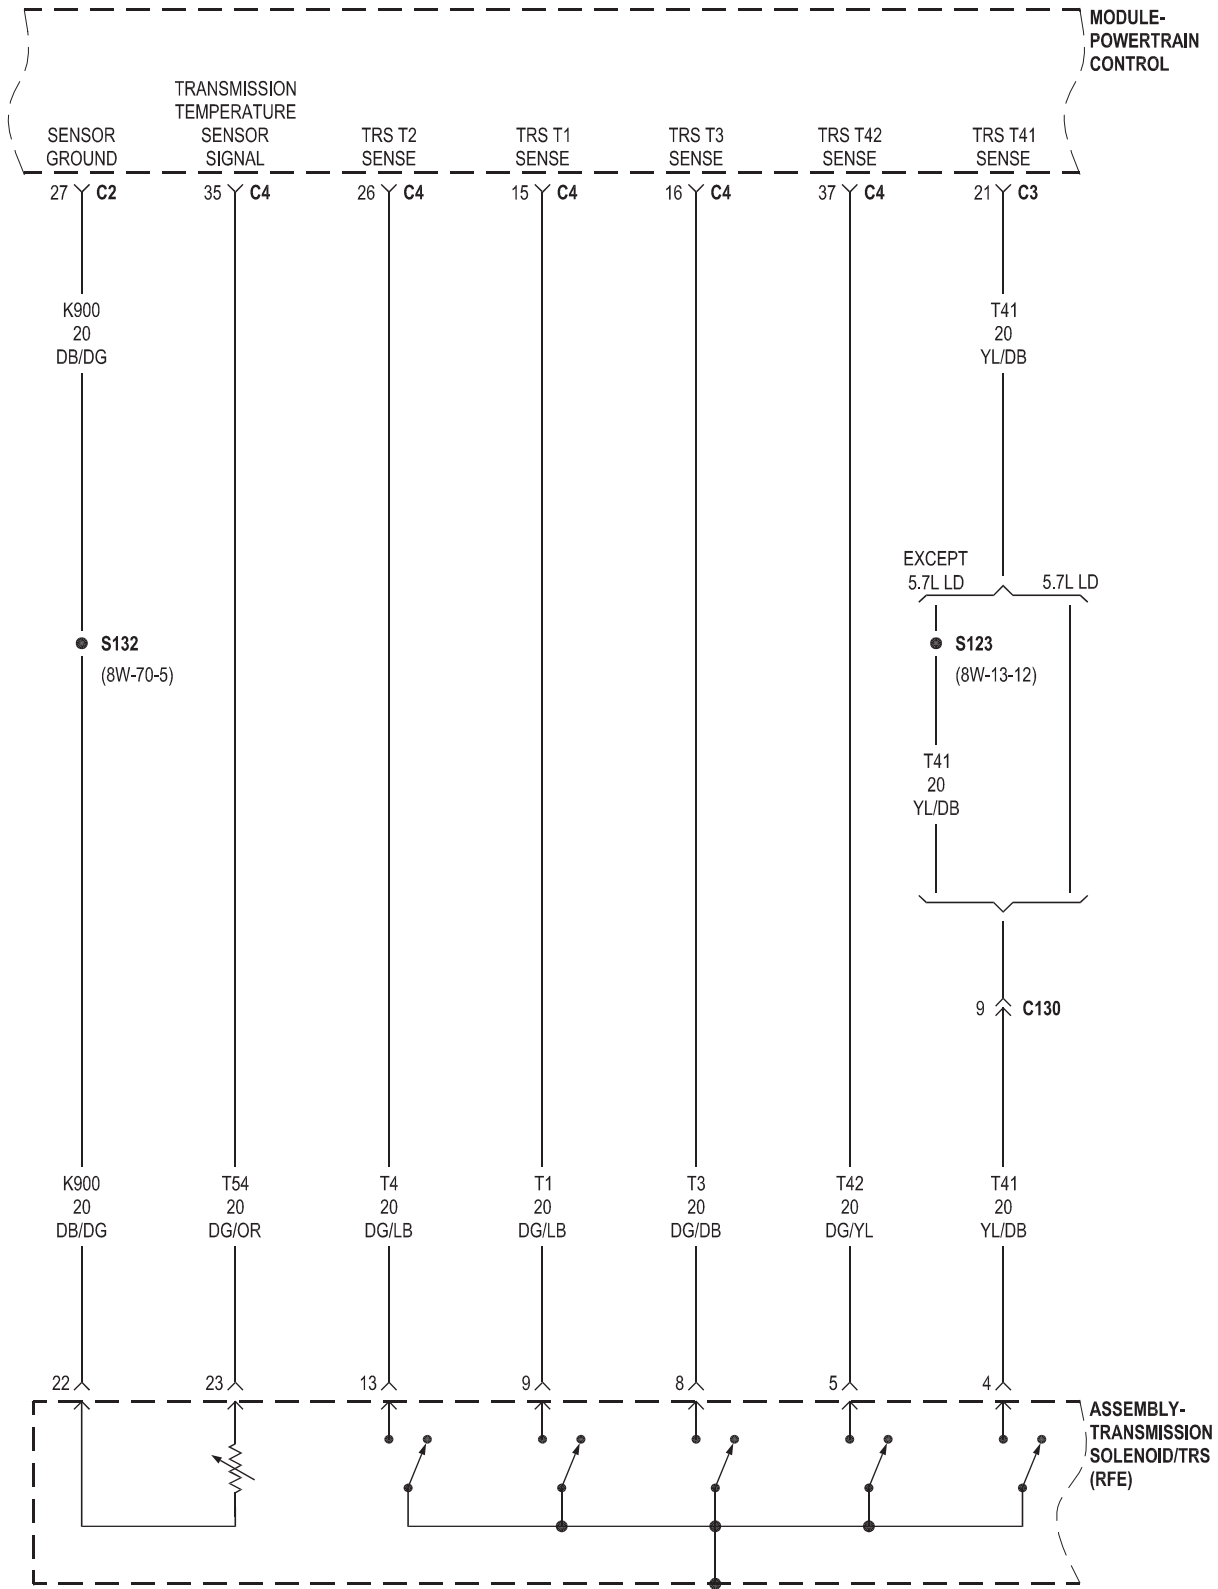 MODULE-
POWERTRAIN
CONTROL
TRANSMISSION
TEMPERATURE
SENSOR
SIGNAL
SENSOR
GROUND
TRS T2
SENSE
TRS T1
SENSE
TRS T3
SENSE
TRS T42
SENSE
TRS T41
SENSE
27 C2
35 C4
26 C4
15 C4
16 C4
37 C4
21 C3
K900
20
DB/DG
T41
20
YL/DB
EXCEPT
5.7L LD
5.7L LD
S132
(8W-70-5)
S123
(8W-13-12)
T41
20
YL/DB
9 C130
K900
20
DB/DG
T54
20
DG/OR
T4
20
DG/LB
T1
20
DG/LB
T3
20
DG/DB
T42
20
DG/YL
T41
20
YL/DB
22
23
13
9
8
5
4
ASSEMBLY-
TRANSMISSION
SOLENOID/TRS
(RFE)